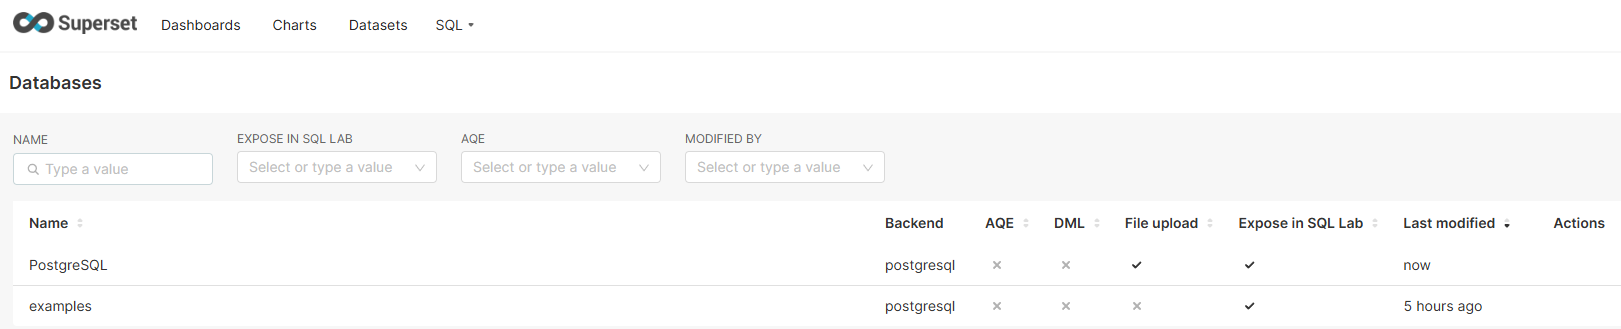 Superset Dashboards Charts Datasets SQL
Databases
NAME EXPOSE IN SQL LAB AQE MODIFIED BY
Type a value Select or type a value Select or type a value Select or type a value
Name Backend AQE DML File upload Expose in SQL Lab Last modified Actions
PostgreSQL postgresql now
examples postgresql 5 hours ago